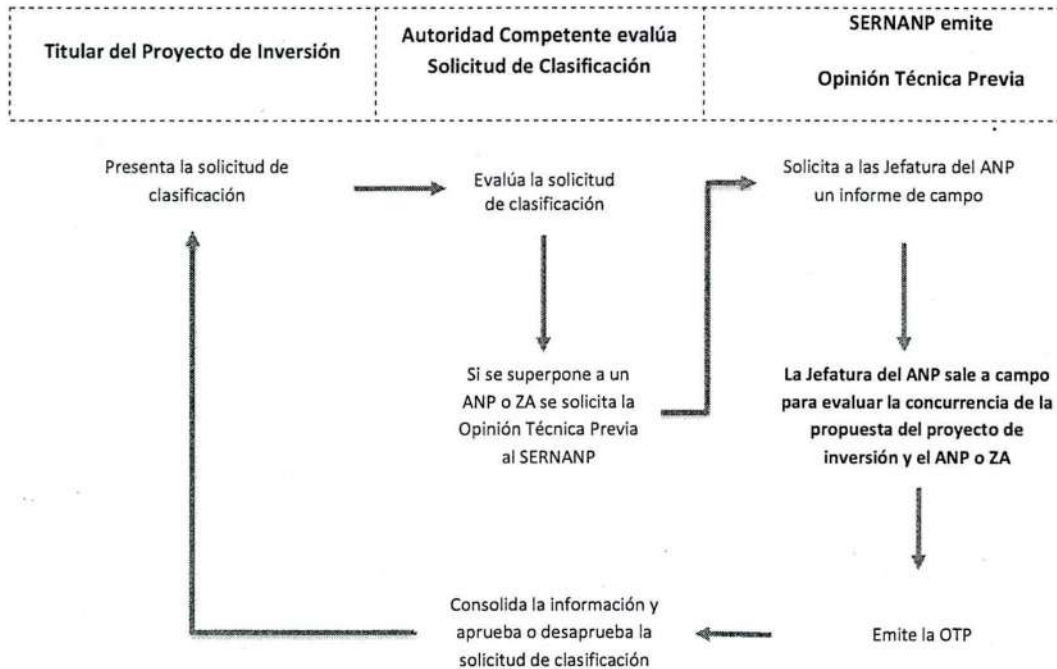 Titular del Proyecto de Inversión
Autoridad Competente evalúa
Solicitud de Clasificación
SERNANP emite
Opinión Técnica Previa
Presenta la solicitud de
clasificación
Evalúa la solicitud
de clasificación
Solicita a las Jefatura del ANP
un informe de campo
Si se superpone a un
ANP o ZA se solicita la
Opinión Técnica Previa
al SERNANP
La Jefatura del ANP sale a campo
para evaluar la concurrencia de la
propuesta del proyecto de
inversión y el ANP o ZA
Consolida la información y
aprueba o desaprueba la
solicitud de clasificación
Emite la OTP